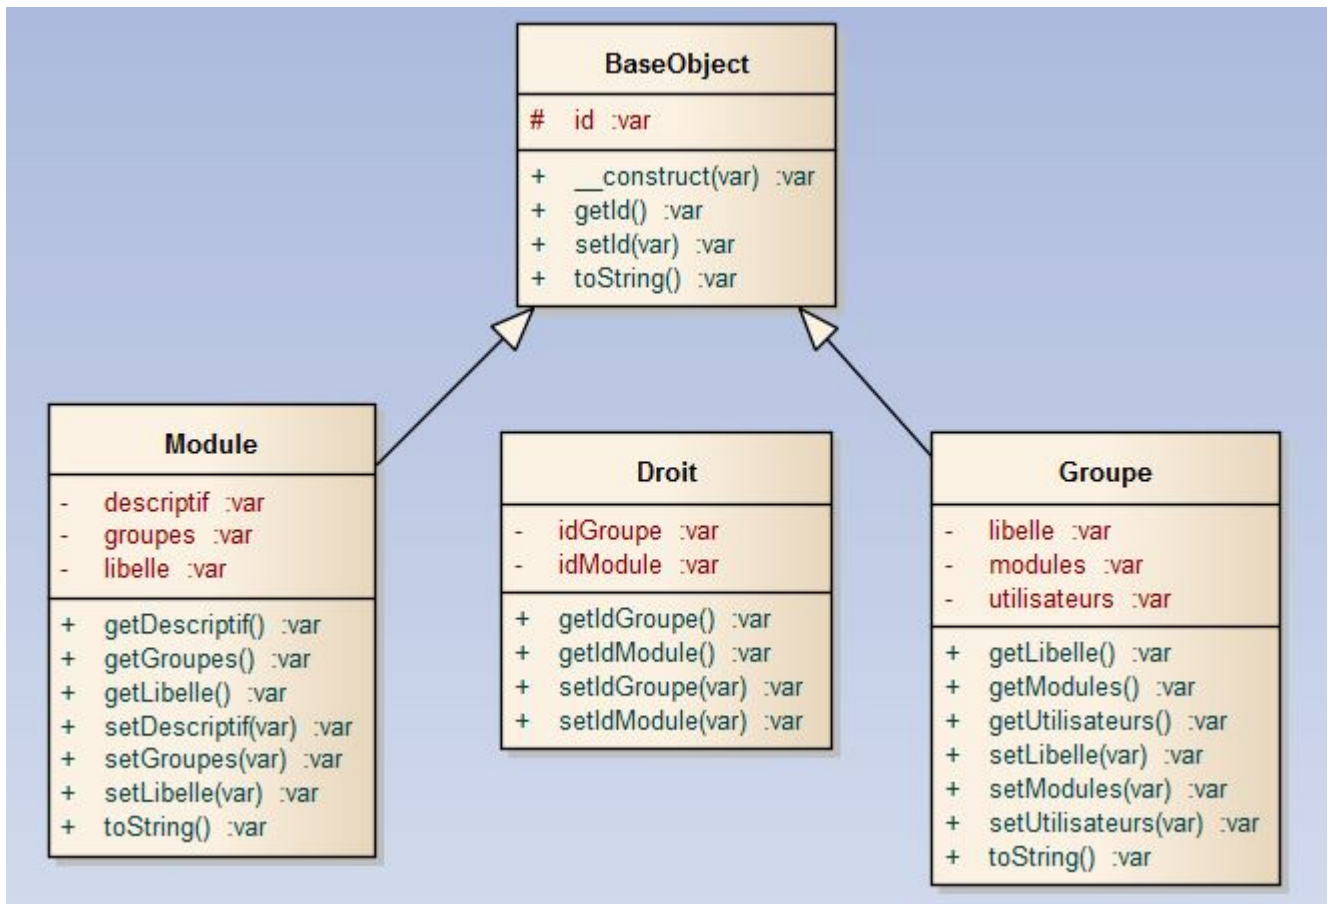 BaseObject
# id :var
+ __construct(var) :var
+ getId() :var
+ setId(var) :var
+ toString() :var
Module
- descriptif :var
- groupes :var
- libelle :var
+ getDescriptif() :var
+ getGroupes() :var
+ getLibelle() :var
+ setDescriptif(var) :var
+ setGroupes(var) :var
+ setLibelle(var) :var
+ toString() :var
Droit
- idGroupe :var
- idModule :var
+ getIdGroupe() :var
+ getIdModule() :var
+ setIdGroupe(var) :var
+ setIdModule(var) :var
Groupe
- libelle :var
- modules :var
- utilisateurs :var
+ getLibelle() :var
+ getModules() :var
+ getUtilisateurs() :var
+ setLibelle(var) :var
+ setModules(var) :var
+ setUtilisateurs(var) :var
+ toString() :var